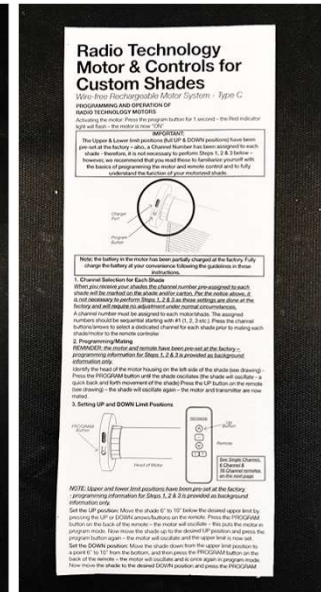 Radio Technology
Motor & Controls for
Custom Shades
Wire-free Rechargeable Motor System - Type C
PROGRAMMING AND OPERATION OF
RADIO TECHNOLOGY MOTORS
Activating the motor: Press the program button for 1 second – the Red indicator
light will flash – the motor is now "ON"
IMPORTANT:
The Upper & Lower limit positions (full UP & DOWN positions) have been
pre-set at the factory – also, a Channel Number has been assigned to each
shade - therefore, it is not necessary to perform Steps 1, 2 & 3 below –
however, we recommend that you read these to familiarize yourself with
the basics of programming the motor and remote control and to fully
understand the function of your motorized shade.
Charger
Port
Program
Button
Note: the battery in the motor has been partially charged at the factory. Fully
charge the battery at your convenience following the guidelines in these
instructions.
1. Channel Selection for Each Shade
When you receive your shades the channel number pre-assigned to each
shade will be marked on the shade and/or carton. Per the notice above, it
is not necessary to perform Steps 1, 2 & 3 as these settings are done at the
factory and will require no adjustment under normal circumstances.
A channel number must be assigned to each motor/shade. The assigned
numbers should be sequential starting with #1 (1, 2, 3 etc.) Press the channel
buttons/arrows to select a dedicated channel for each shade prior to mating each
shade/motor to the remote controller.
2. Programming/Mating
REMINDER: the motor and remote have been pre-set at the factory –
programming information for Steps 1, 2 & 3 is provided as background
information only.
Identify the head of the motor housing on the left side of the shade (see drawing) -
Press the PROGRAM button until the shade oscillates (the shade will oscillate - a
quick back and forth movement of the shade) Press the UP button on the remote
(see drawing) – the shade will oscillate again – the motor and transmitter are now
mated.
3. Setting UP and DOWN Limit Positions
PROGRAM
Button
Up
Button
Remote
Head of Motor
See Single Channel,
6 Channel &
15 Channel remotes,
on the next page.
NOTE: Upper and lower limit positions have been pre-set at the factory
- programming information for Steps 1, 2 & 3 is provided as background
information only.
Set the UP position: Move the shade 6" to 10" below the desired upper limit by
pressing the UP or DOWN arrows/buttons on the remote. Press the PROGRAM
button on the back of the remote – the motor will oscillate – this puts the motor in
program mode. Now move the shade up to the desired UP position and press the
program button again – the motor will oscillate and the upper limit is now set.
Set the DOWN position: Move the shade down from the upper limit position to
a point 6" to 10" from the bottom, and then press the PROGRAM button on the
back of the remote – the motor will oscillate and is once again in program mode.
Now move the shade to the desired DOWN position and press the PROGRAM